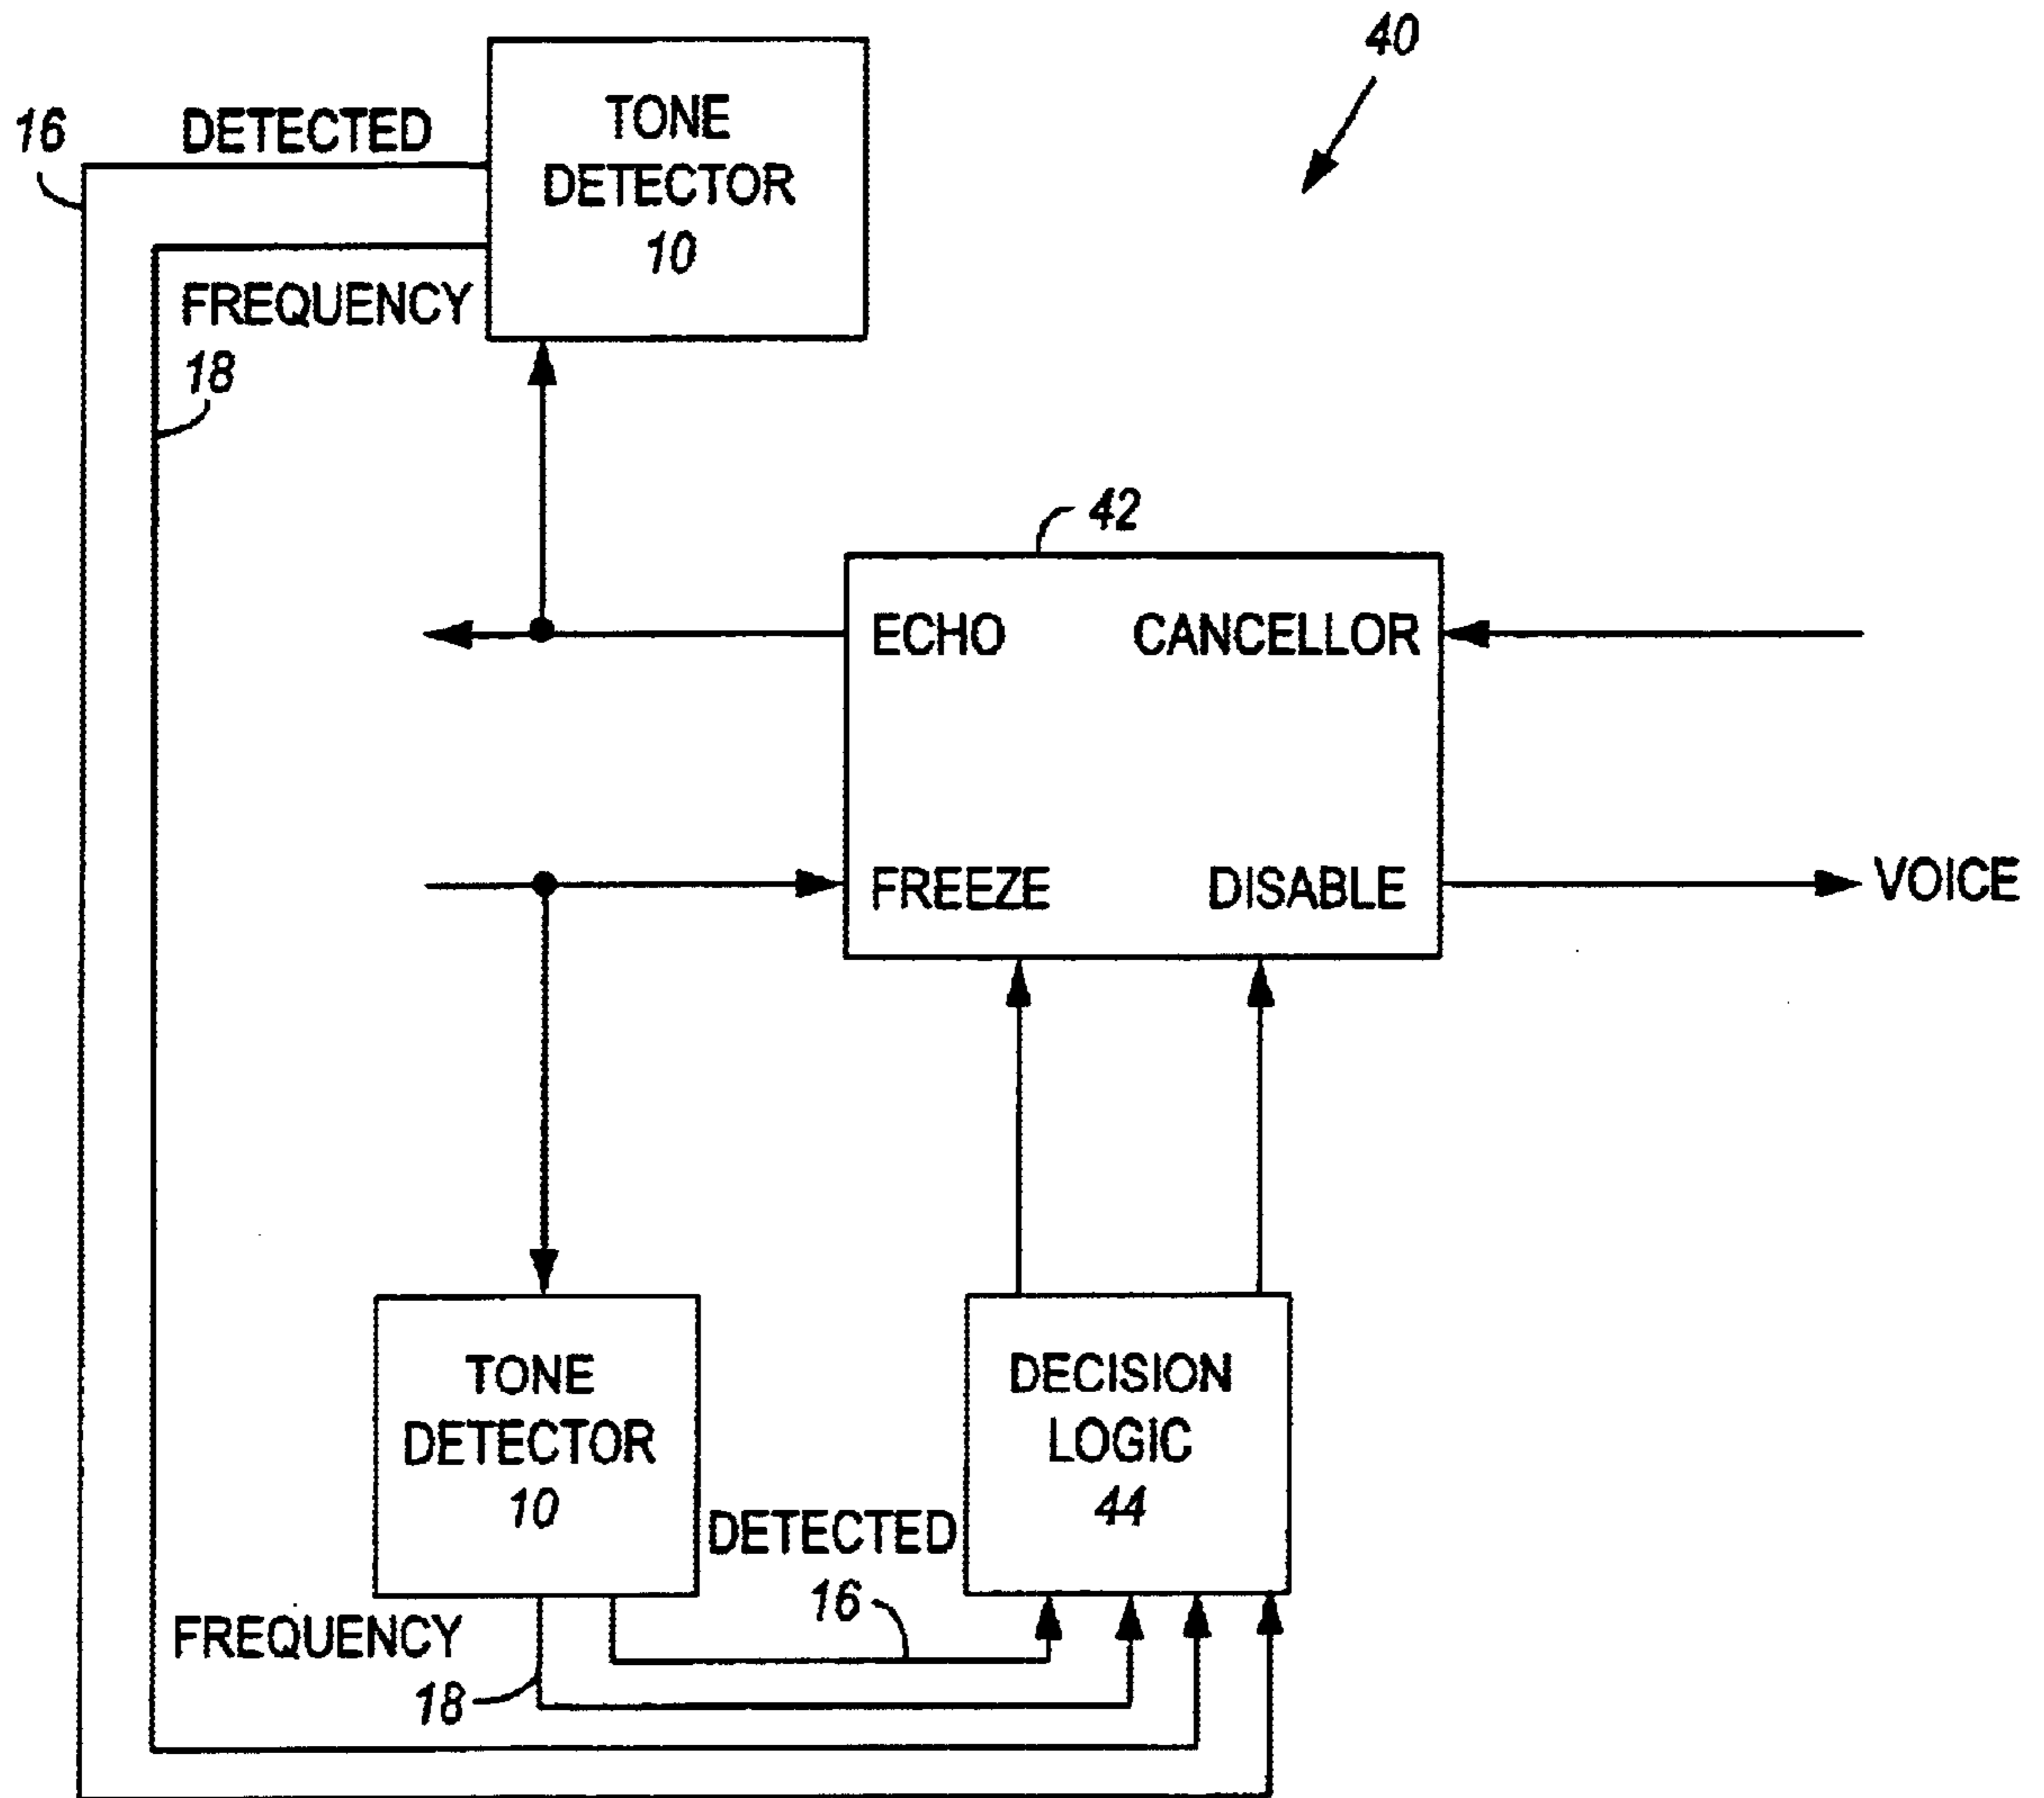 40
TONE
DETECTOR
10
16
DETECTED
FREQUENCY
18
42
ECHO CANCELLOR
FREEZE DISABLE
VOICE
TONE
DETECTOR
10
DECISION
LOGIC
44
DETECTED
16
FREQUENCY
18